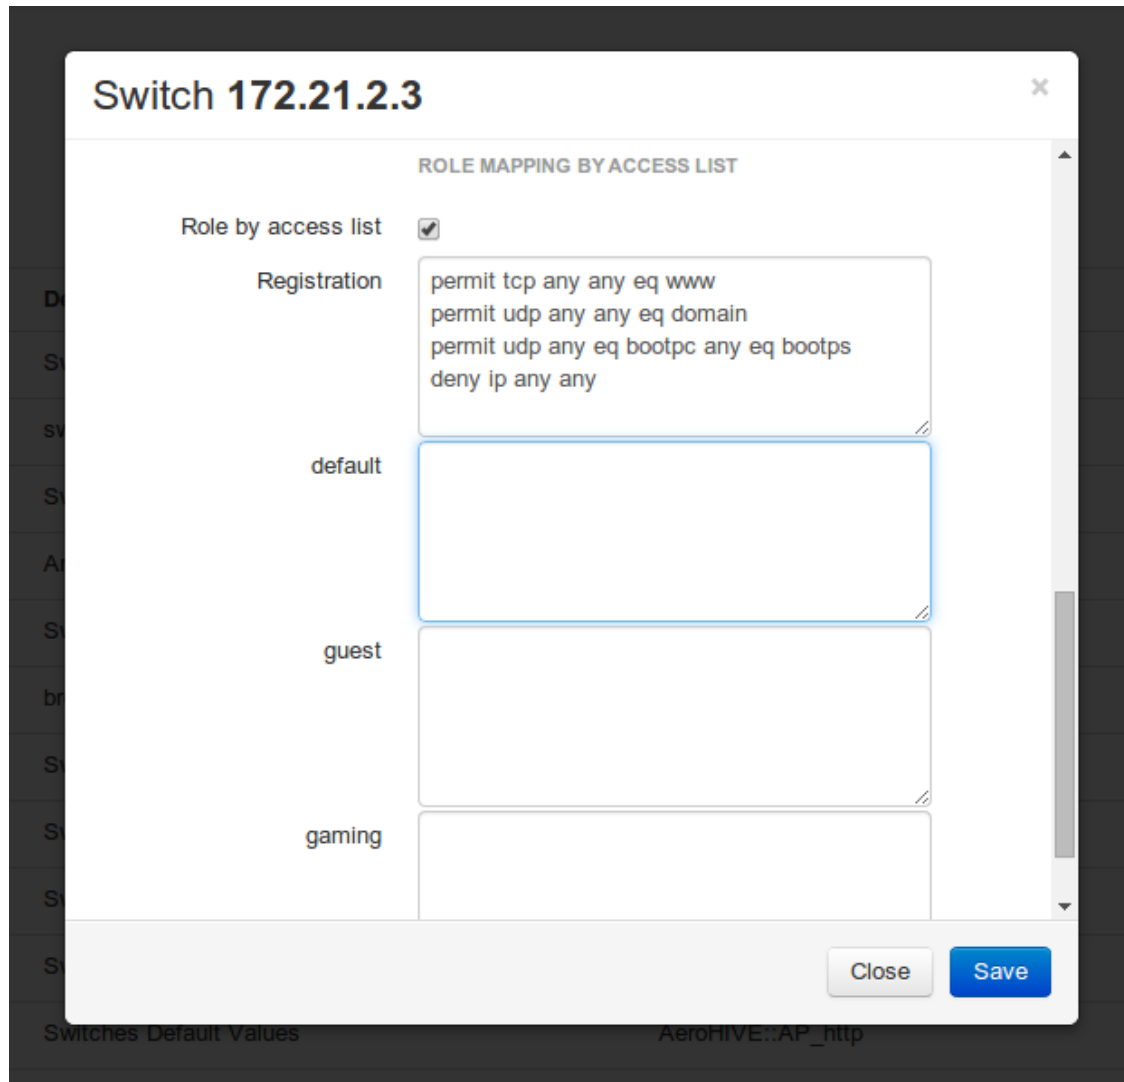 Switch 172.21.2.3
×
ROLE MAPPING BY ACCESS LIST
Role by access list
Registration
permit tcp any any eq www
permit udp any any eq domain
permit udp any eq bootpc any eq bootps
deny ip any any
default
guest
gaming
Close
Save
Switches Default Values
AeroHIVE::AP_http